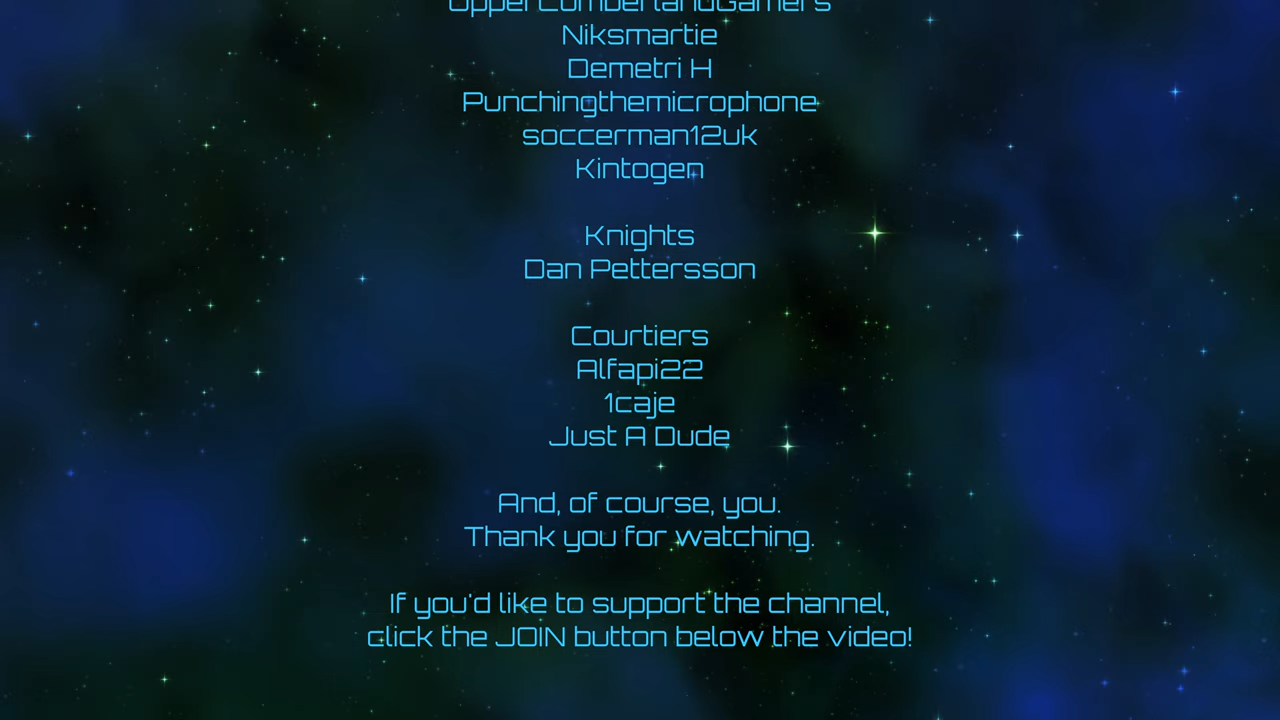 UpperCumberlandGamers
Niksmartie
Demetri H
Punchingthemicrophone
soccerman12uk
Kintogen
Knights
Dan Pettersson
Courtiers
Alfapi22
1caje
Just A Dude
And, of course, you.
Thank you for watching.
If you'd like to support the channel,
click the JOIN button below the video!